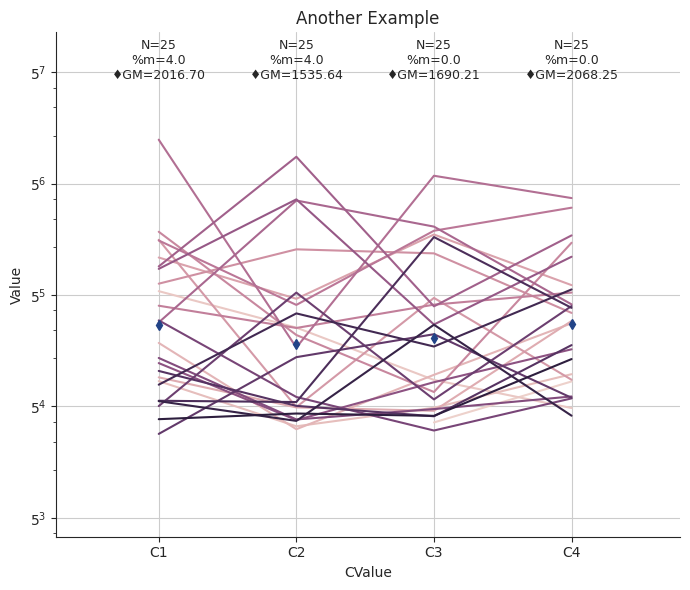 Another Example
N=25 N=25 N=25 N=25
%m=4.0 %m=4.0 %m=0.0 %m=0.0
♦GM=2016.70 ♦GM=1535.64 ♦GM=1690.21 ♦GM=2068.25
5⁷
5⁶
5⁵
5⁴
5³
Value
C1 C2 C3 C4
CValue